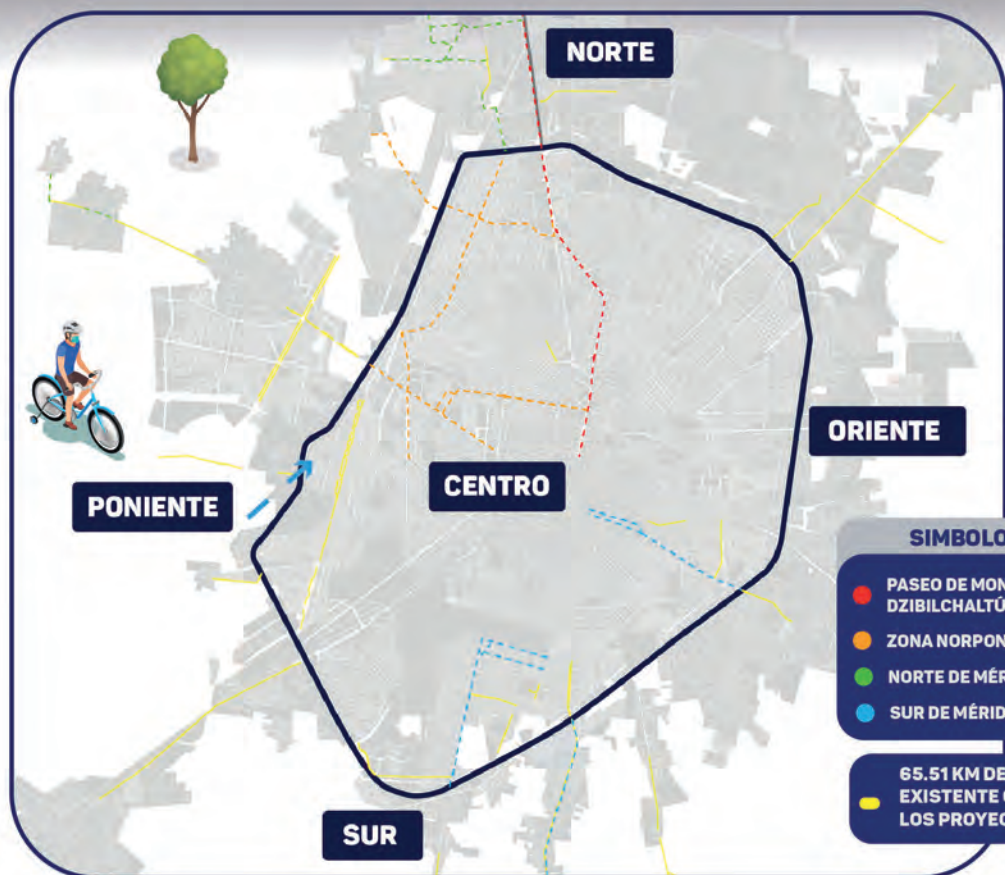 NORTE
ORIENTE
PONIENTE
CENTRO
SUR
SIMBOLO
PASEO DE MON
DZIBILCHALTÚ
ZONA NORPON
NORTE DE MÉR
SUR DE MÉRID
65.51 KM DE
EXISTENTE
LOS PROYEC